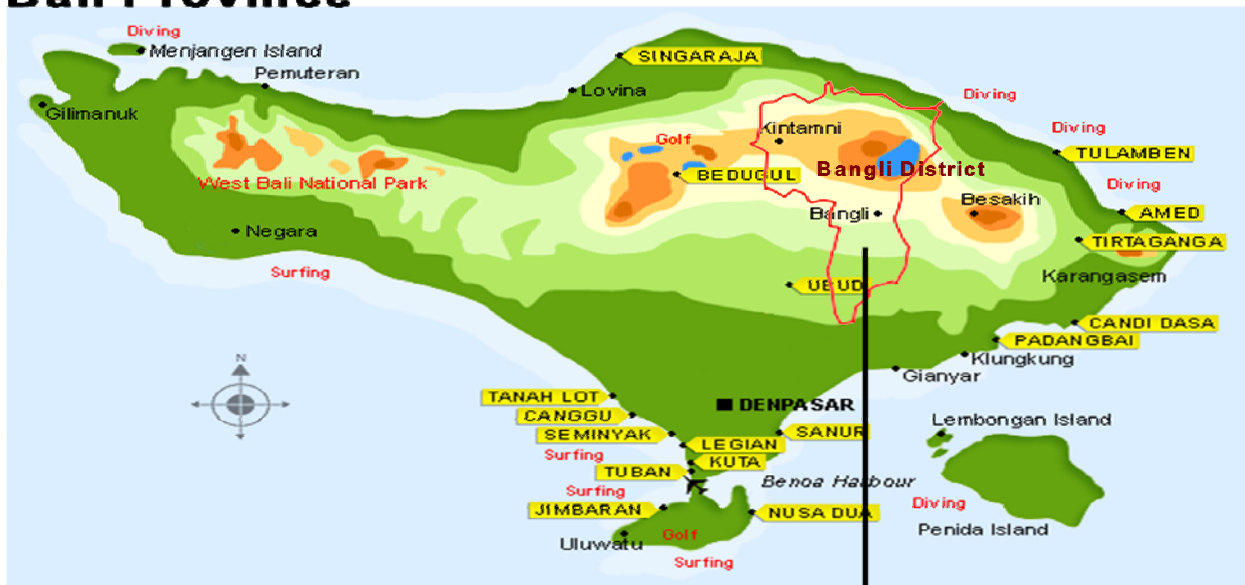 Bali Province
Diving
Menjangen Island
SINGARAJA
Pemuteran
Lovina
Diving
Gilimanuk
Kintamni
Diving
Golf
TULAMBEN
Bangli District
BEDUGUL
West Bali National Park
Diving
Besakih
Bangli
AMED
Negara
TIRTAGANGA
Surfing
Karangasem
UBUD
CANDI DASA
PADANGBAI
Klungkung
N
Gianyar
TANAH LOT
DENPASAR
CANGGU
Lembongan Island
SEMINYAK
SANUR
LEGIAN
Surfing
KUTA
TUBAN
Benoa Harbour
Surfing
Diving
JIMBARAN
NUSA DUA
Penida Island
Golf
Uluwatu
Surfing